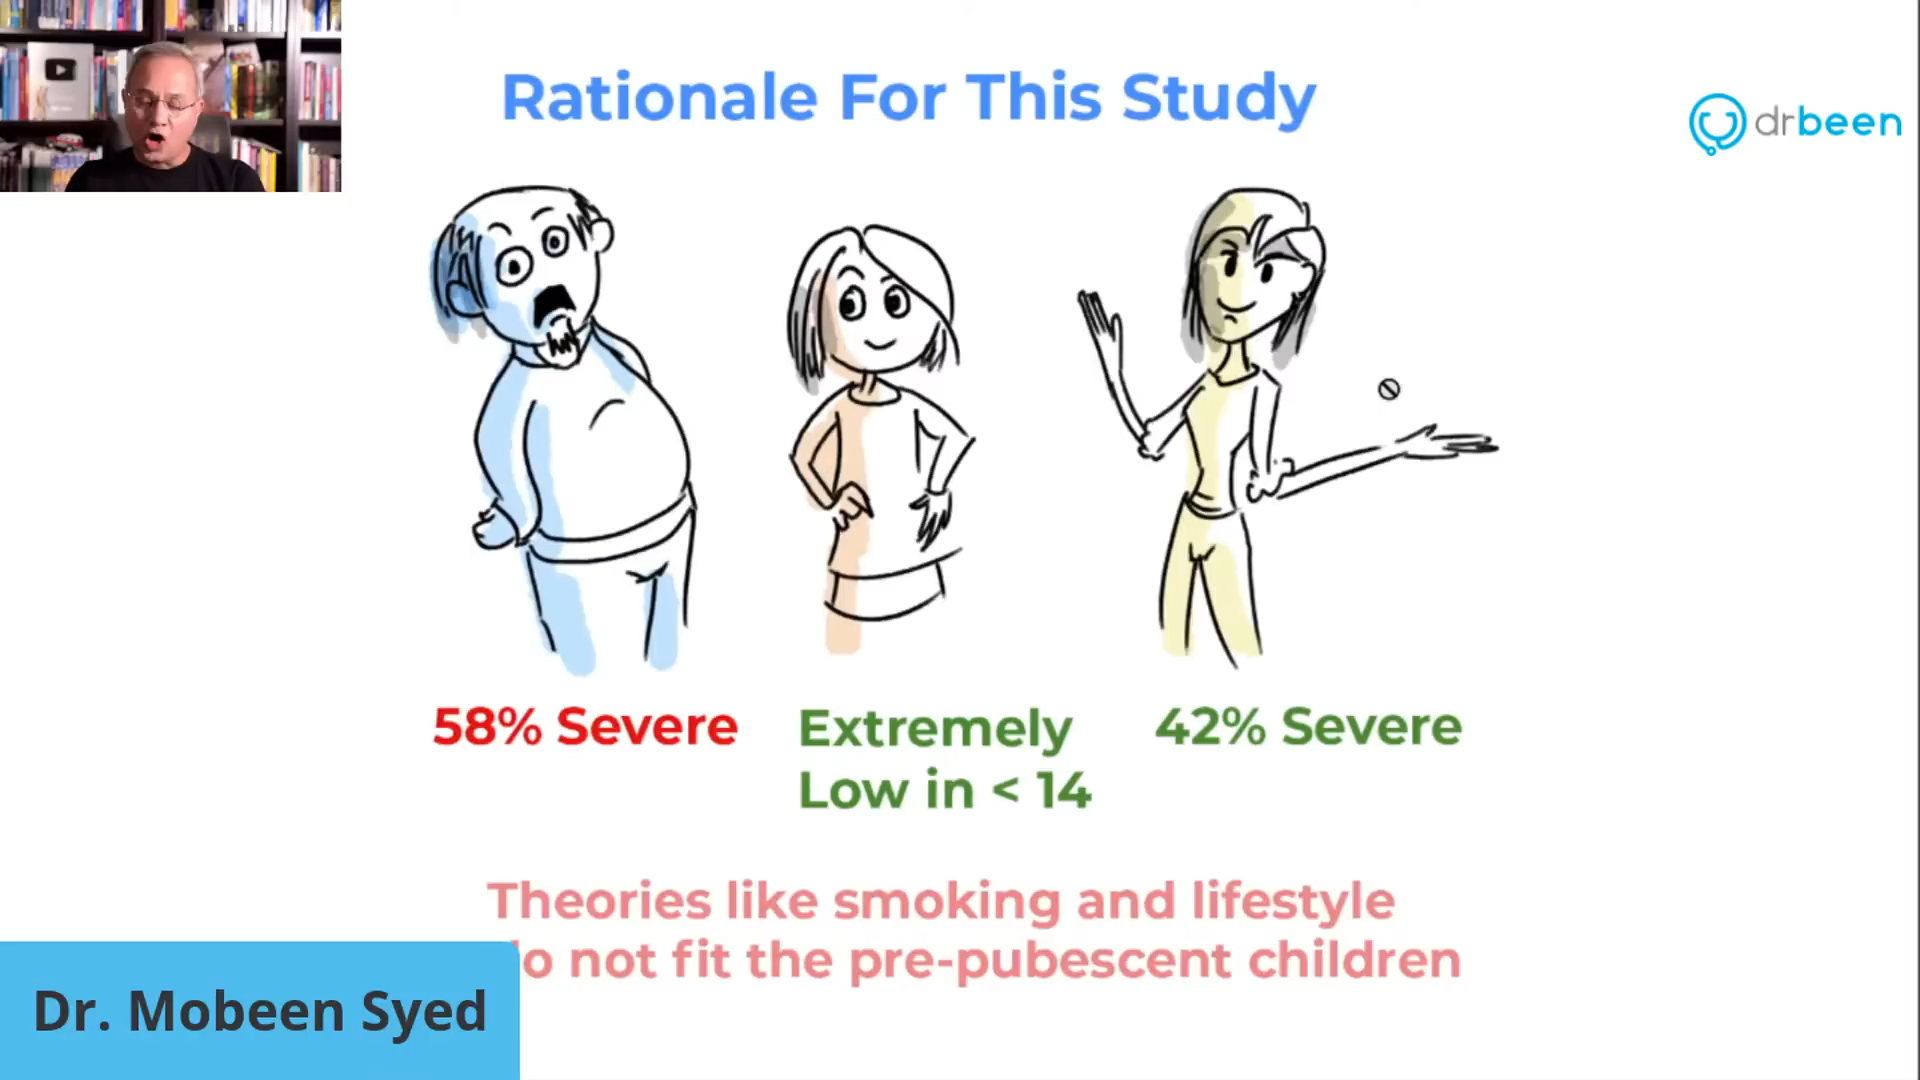 Rationale For This Study
drbeen
58% Severe
Extremely
Low in < 14
42% Severe
Theories like smoking and lifestyle
o not fit the pre-pubescent children
Dr. Mobeen Syed